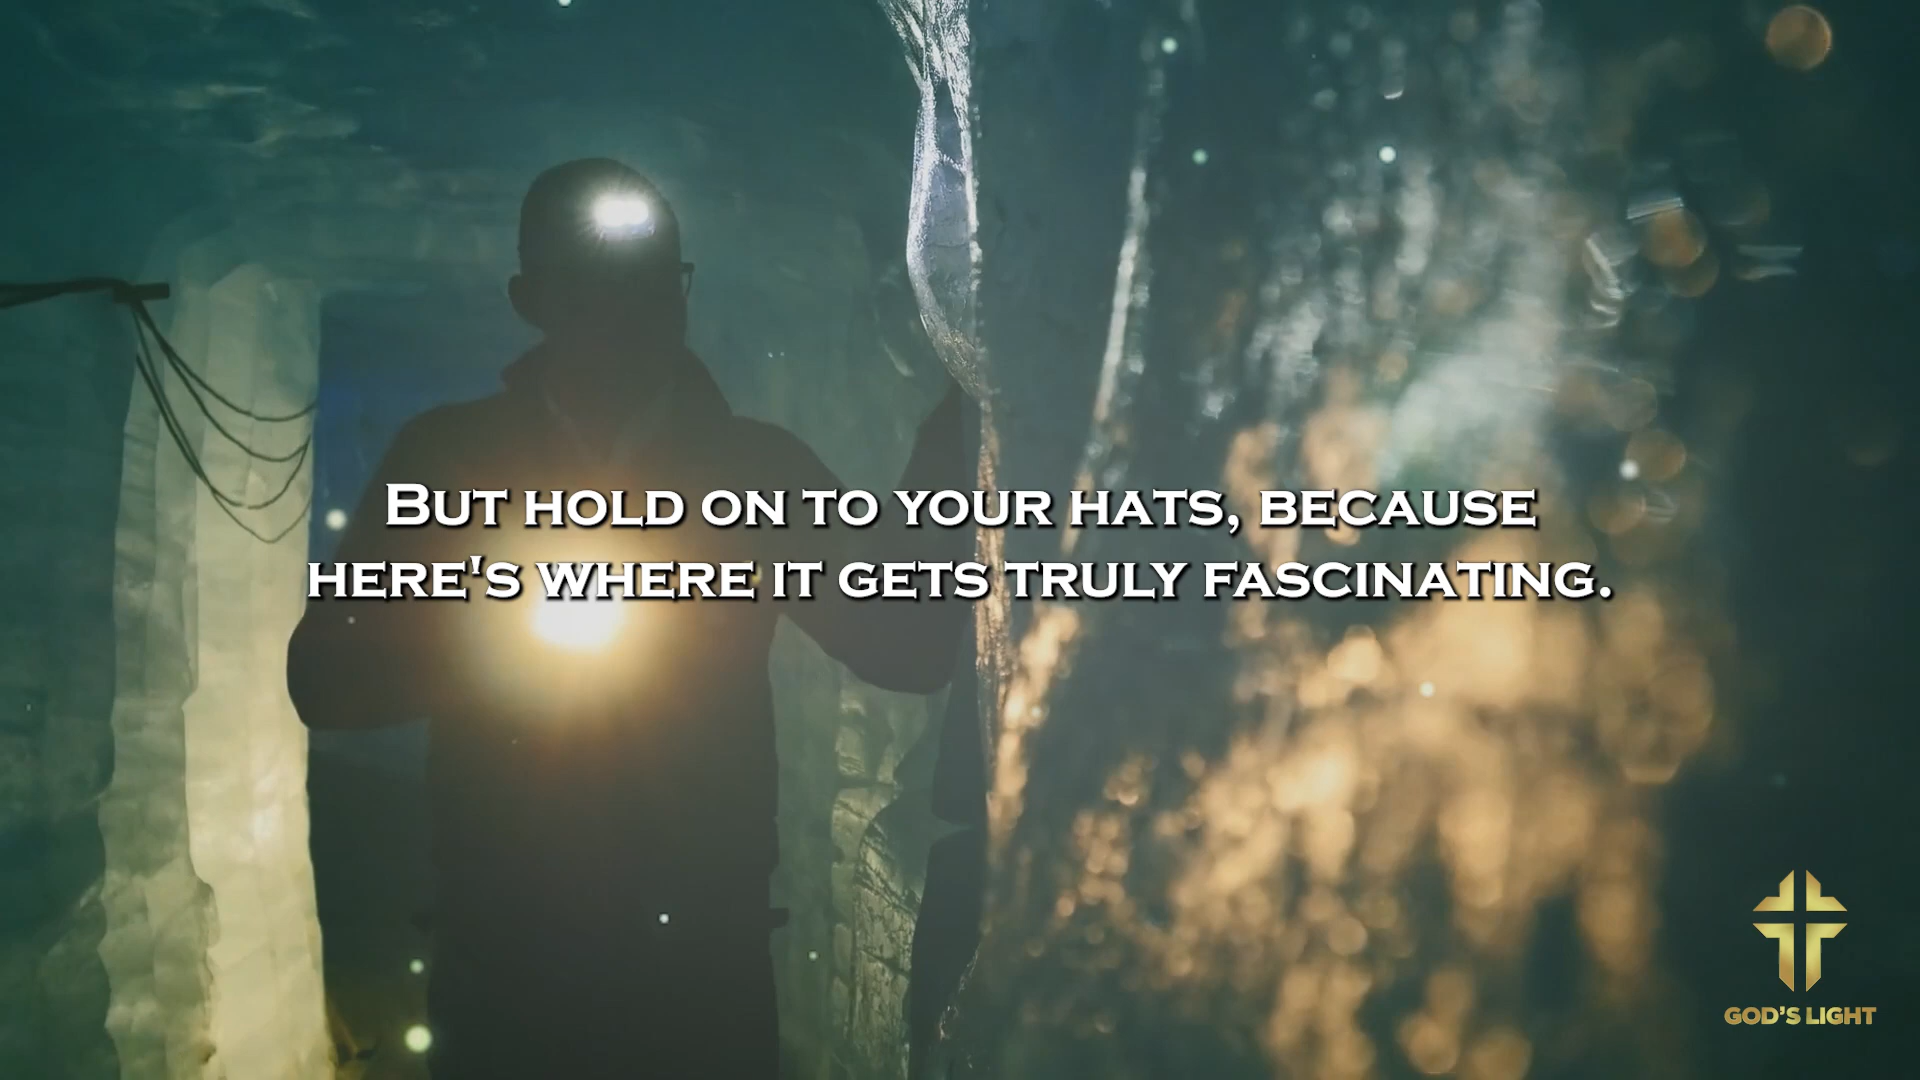 But hold on to your hats, because
here's where it gets truly fascinating.
GOD'S LIGHT